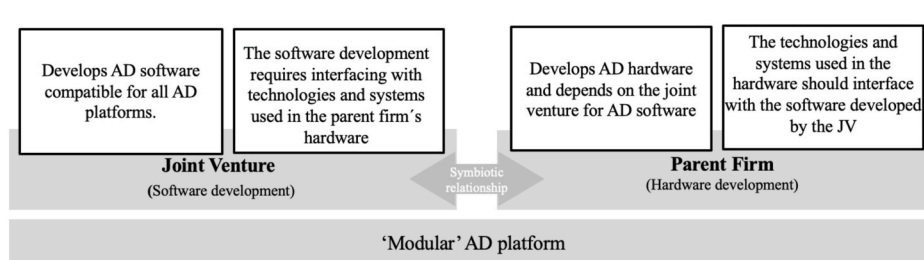 Develops AD software
compatible for all AD
platforms.
The software development
requires interfacing with
technologies and systems
used in the parent firm´s
hardware
Develops AD hardware
and depends on the joint
venture for AD software
The technologies and
systems used in the
hardware should interface
with the software developed
by the JV
Joint Venture
(Software development)
Symbiotic
relationship
Parent Firm
(Hardware development)
‘Modular’ AD platform